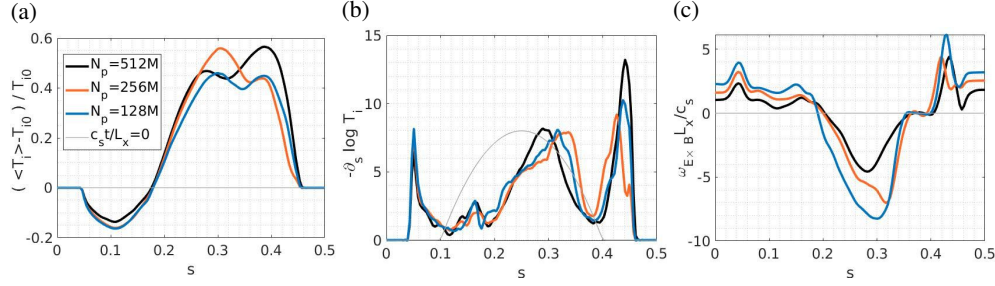 (a)
( <T_i>-T_i0 ) / T_i0
0.6
0.4
0.2
0
-0.2
N_p=512M
N_p=256M
N_p=128M
c_s t/L_x=0
0 0.1 0.2 0.3 0.4 0.5
s
(b)
-∂_s log T_i
15
10
5
0
0 0.1 0.2 0.3 0.4 0.5
s
(c)
ω_E× B L_x/c_s
5
0
-5
-10
0 0.1 0.2 0.3 0.4 0.5
s